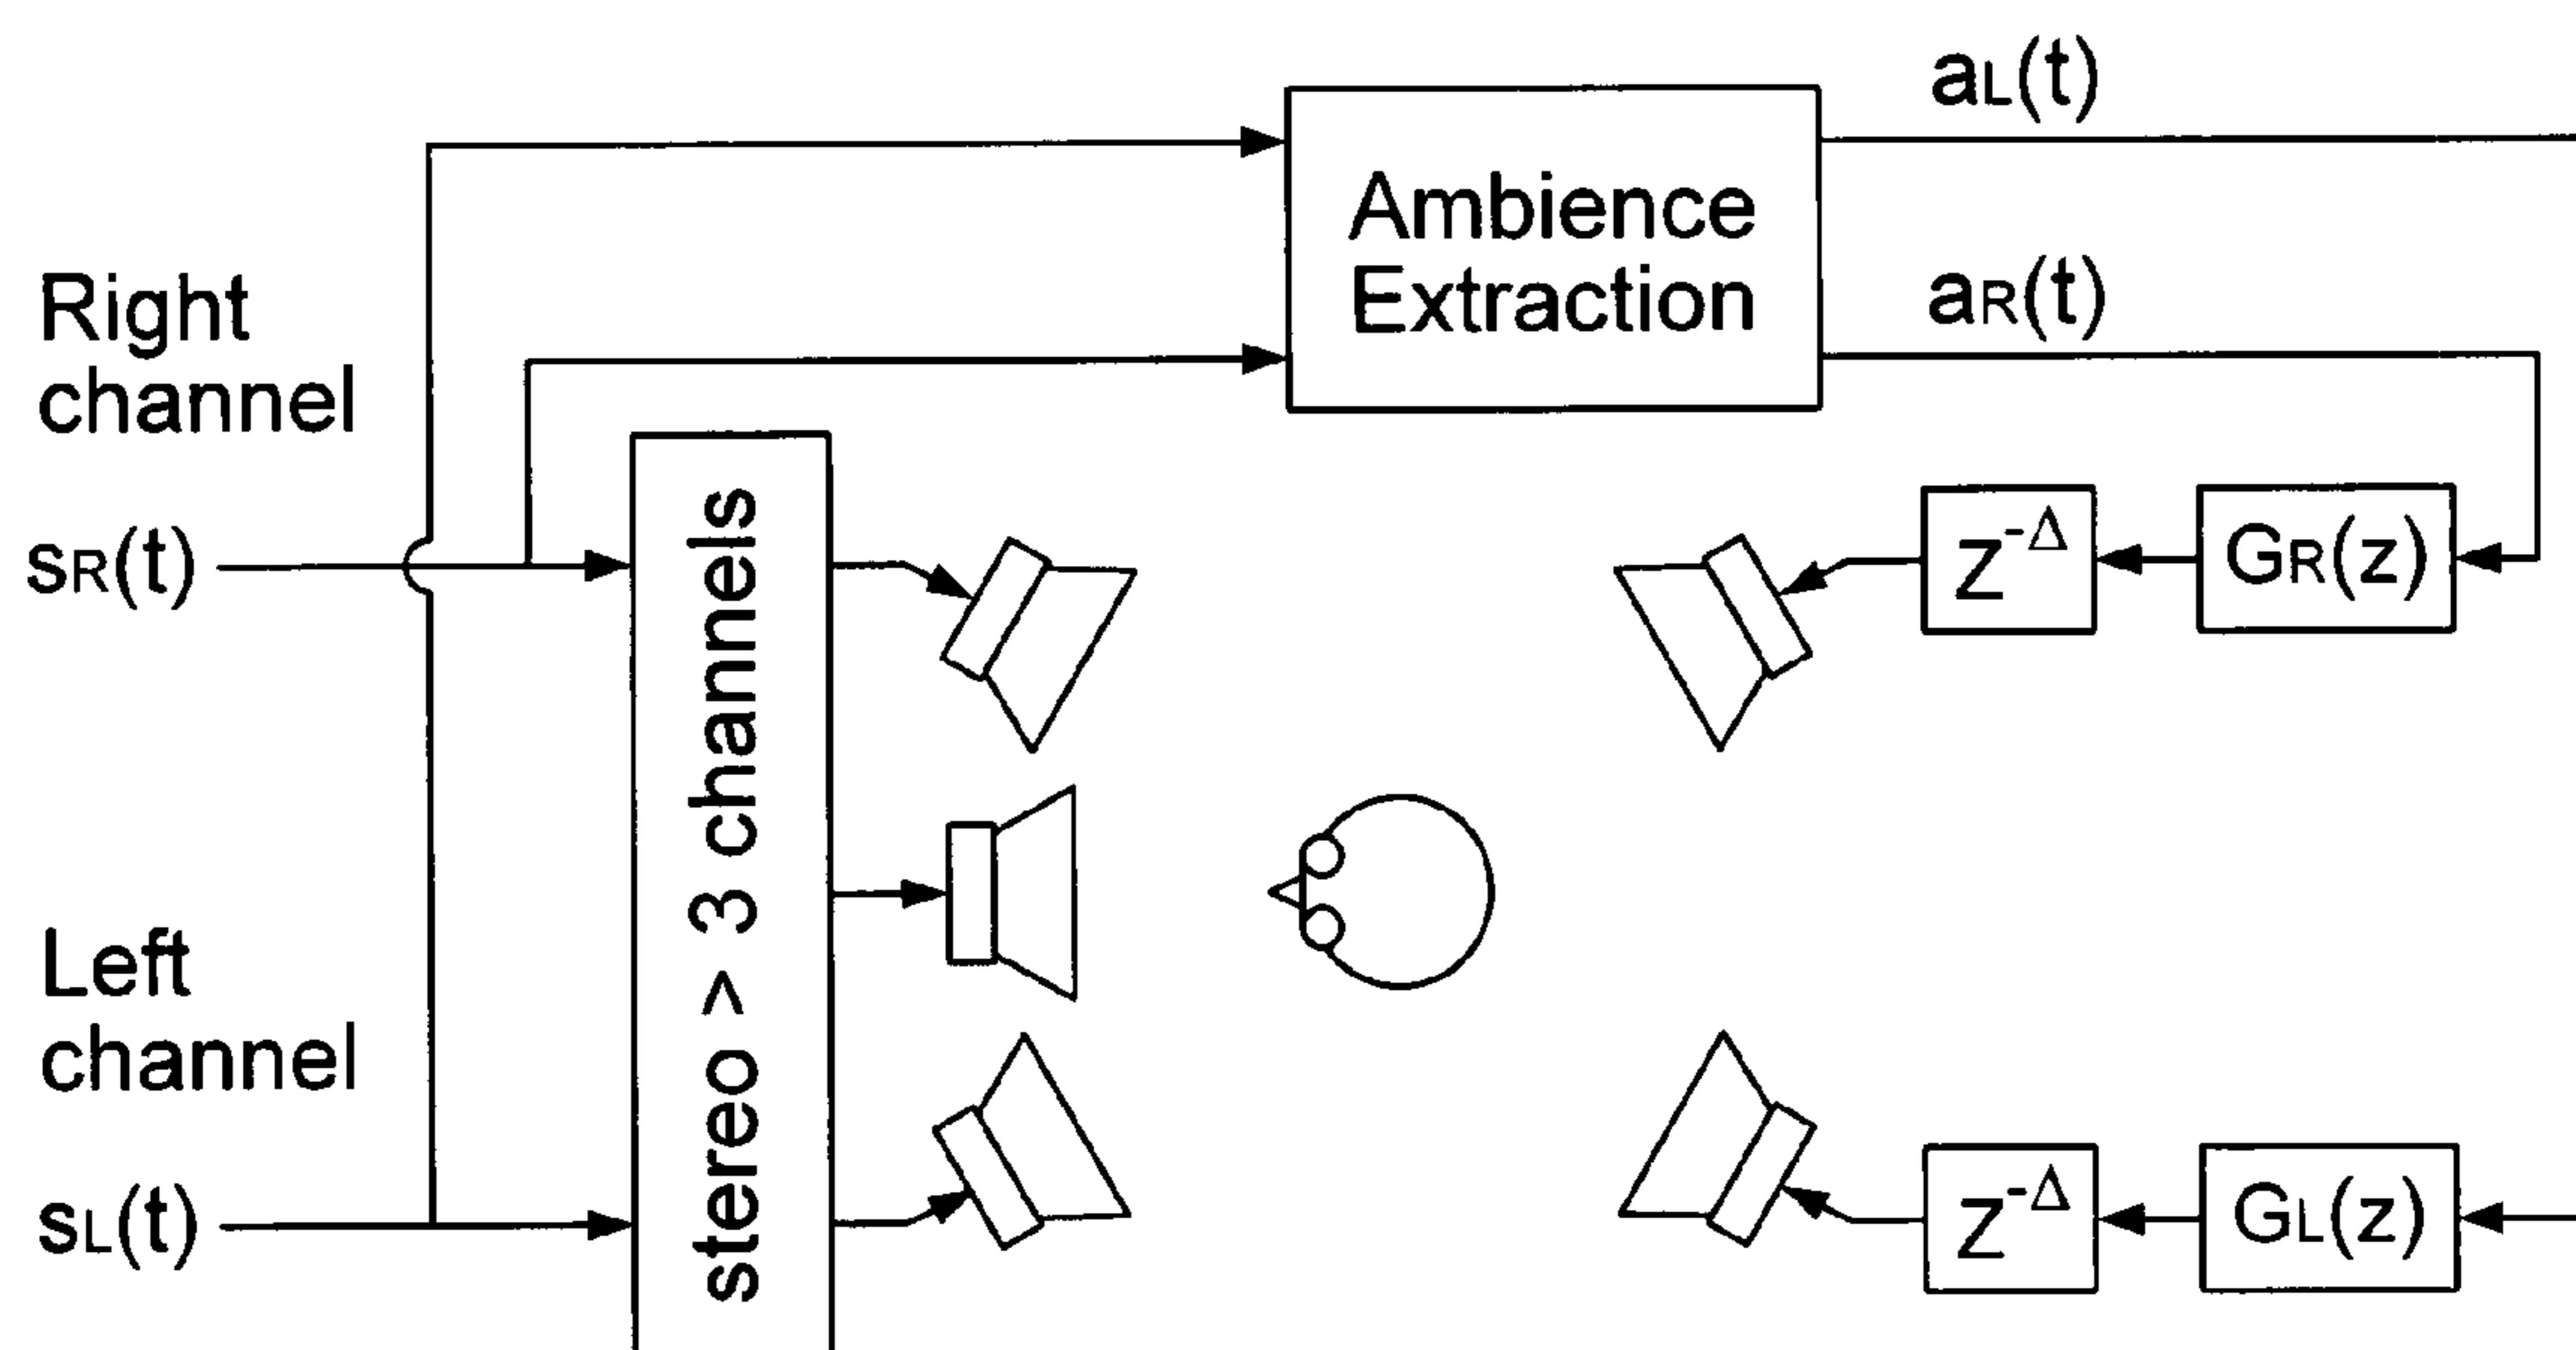 aL(t)
Ambience
Extraction
aR(t)
Right
channel
sR(t)
stereo > 3 channels
z-Δ
GR(z)
Left
channel
sL(t)
z-Δ
GL(z)